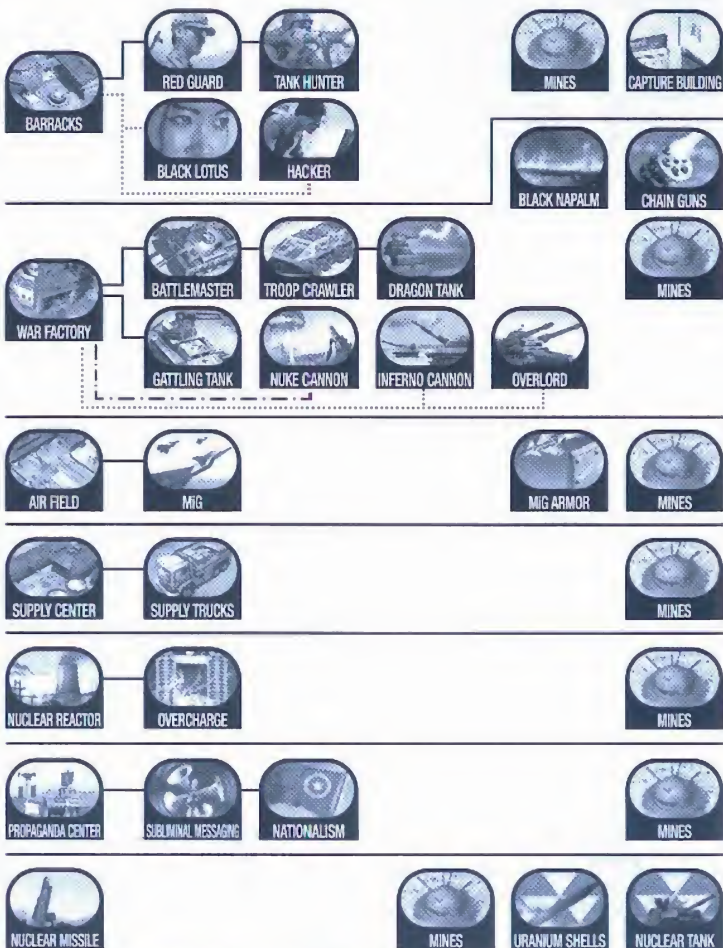 RED GUARD
TANK HUNTER
MINES
CAPTURE BUILDING
BARRACKS
BLACK LOTUS
HACKER
BLACK NAPALM
CHAIN GUNS
BATTLEMASTER
TROOP CRAWLER
DRAGON TANK
MINES
WAR FACTORY
GATTLING TANK
NUKE CANNON
INFERNO CANNON
OVERLORD
AIR FIELD
MiG
MiG ARMOR
MINES
SUPPLY CENTER
SUPPLY TRUCKS
MINES
NUCLEAR REACTOR
OVERCHARGE
MINES
PROPAGANDA CENTER
SUBLIMINAL MESSAGING
NATIONALISM
MINES
NUCLEAR MISSILE
MINES
URANIUM SHELLS
NUCLEAR TANK